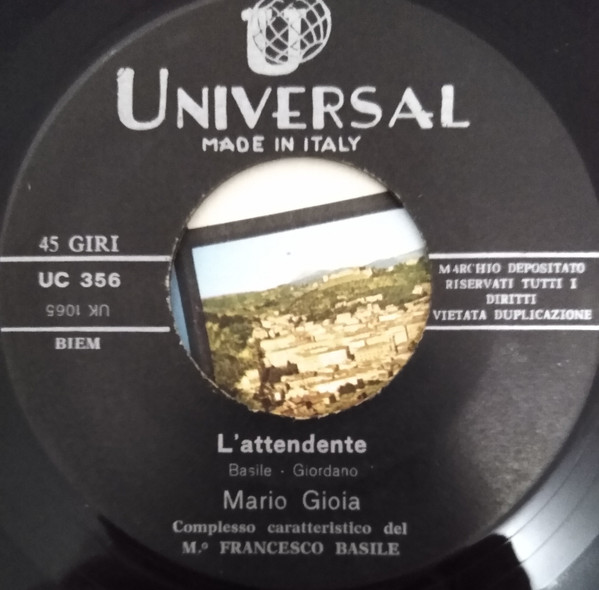 U
UNIVERSAL
MADE IN ITALY
45 GIRI
UC 356
UK 1065
BIEM
MARCHIO DEPOSITATO
RISERVATI TUTTI I
DIRITTI
VIETATA DUPLICAZIONE
L'attendente
Basile - Giordano
Mario Gioia
Complesso caratteristico del
M.º FRANCESCO BASILE